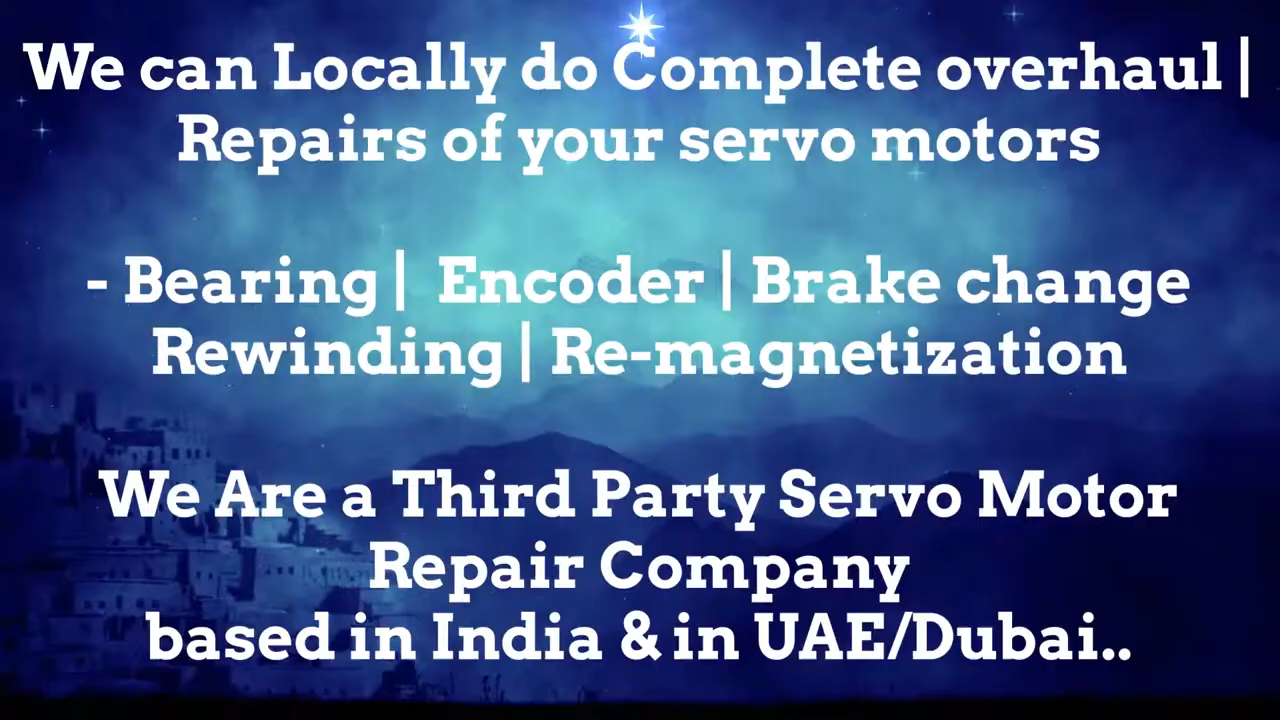 We can Locally do Complete overhaul |
Repairs of your servo motors
- Bearing | Encoder | Brake change
Rewinding | Re-magnetization
We Are a Third Party Servo Motor
Repair Company
based in India & in UAE/Dubai..